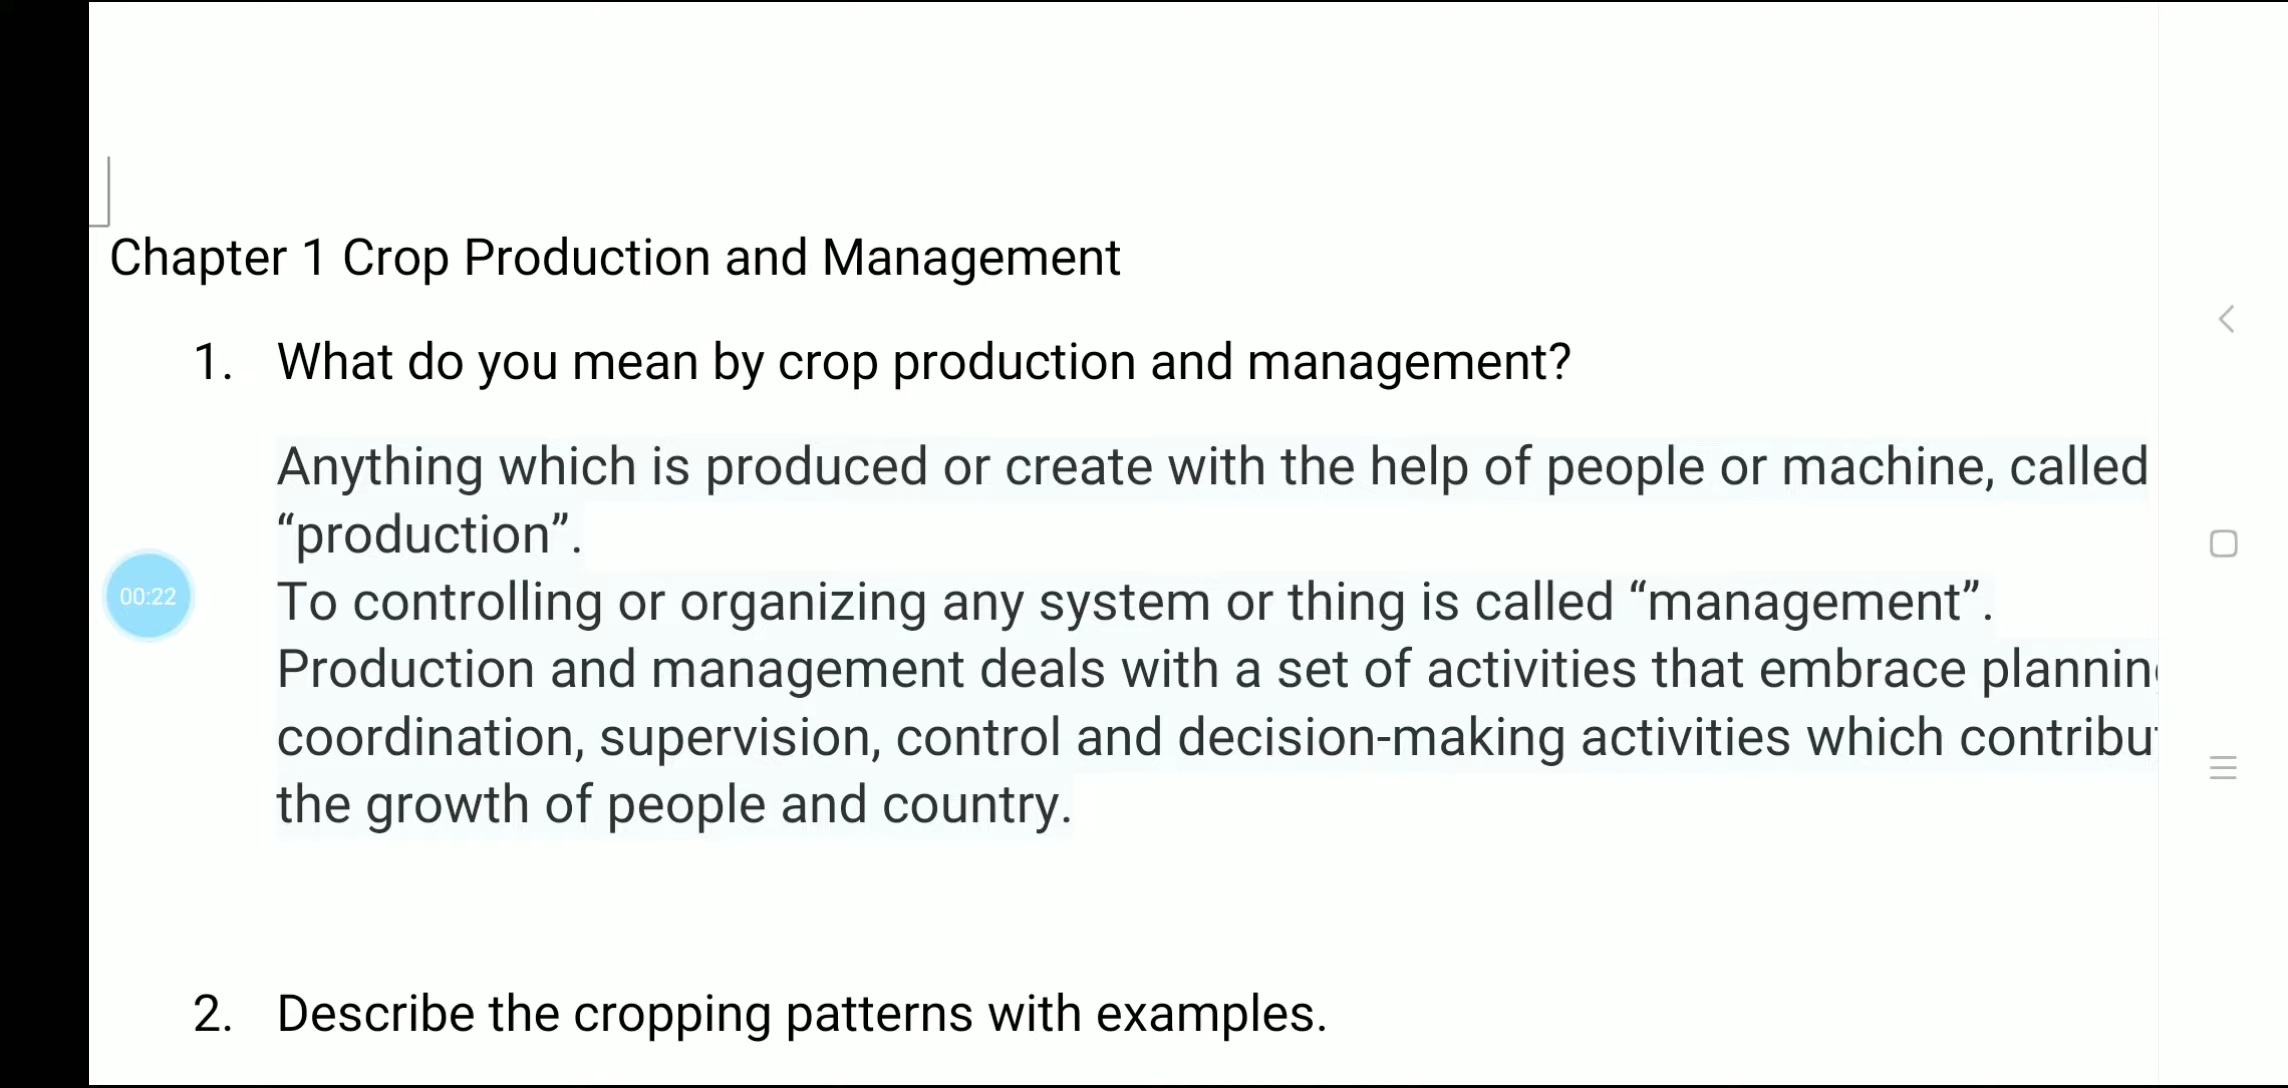 Chapter 1 Crop Production and Management
1. What do you mean by crop production and management?
Anything which is produced or create with the help of people or machine, called
“production”.
00:22
To controlling or organizing any system or thing is called “management”.
Production and management deals with a set of activities that embrace
coordination, supervision, control and decision-making activities which
the growth of people and country.
2. Describe the cropping patterns with examples.